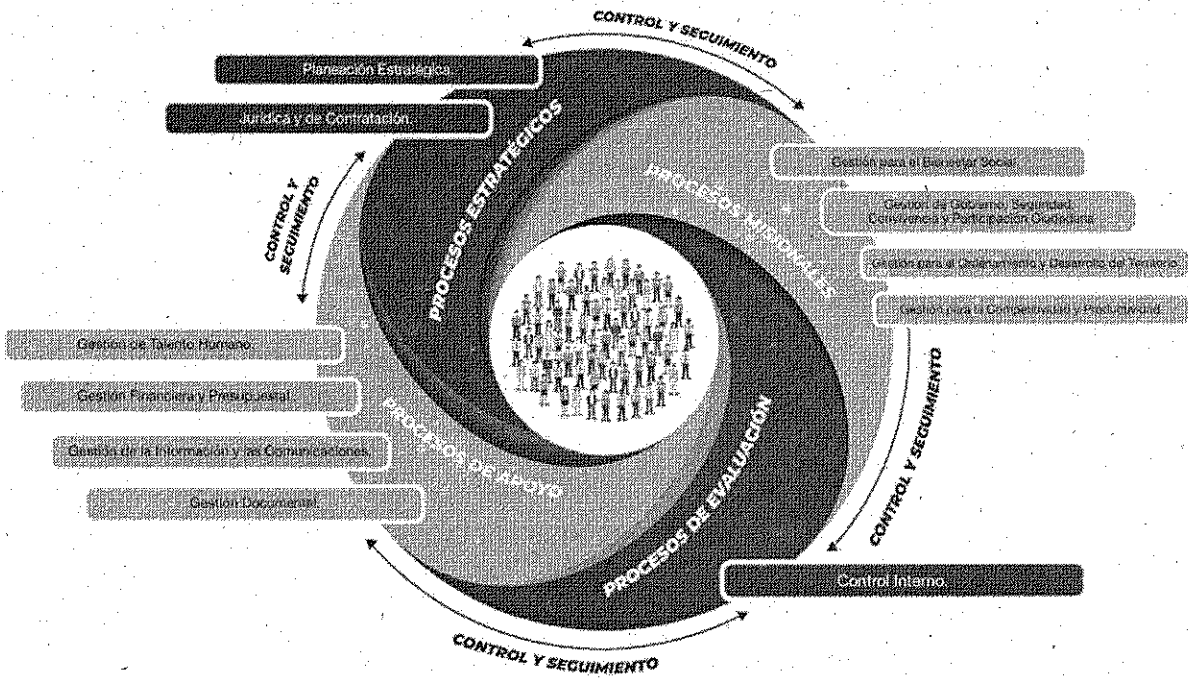 CONTROL Y SEGUIMIENTO
Planeación Estratégica.
Jurídica y de Contratación.
PROCESOS ESTRATÉGICOS
PROCESOS MISIONALES
Gestión para el Bienestar Social
Gestión de Gobierno, Seguridad,
Convivencia y Participación Ciudadana
Gestión para el Ordenamiento y Desarrollo del Territorio.
Gestión para la Competitividad y Productividad.
CONTROL Y
SEGUIMIENTO
Gestión de Talento Humano.
Gestión Financiera y Presupuestal.
Gestión de la Información y las Comunicaciones.
Gestión Documental.
PROCESOS DE APOYO
PROCESOS DE EVALUACIÓN
CONTROL Y SEGUIMIENTO
Control Interno.
CONTROL Y SEGUIMIENTO